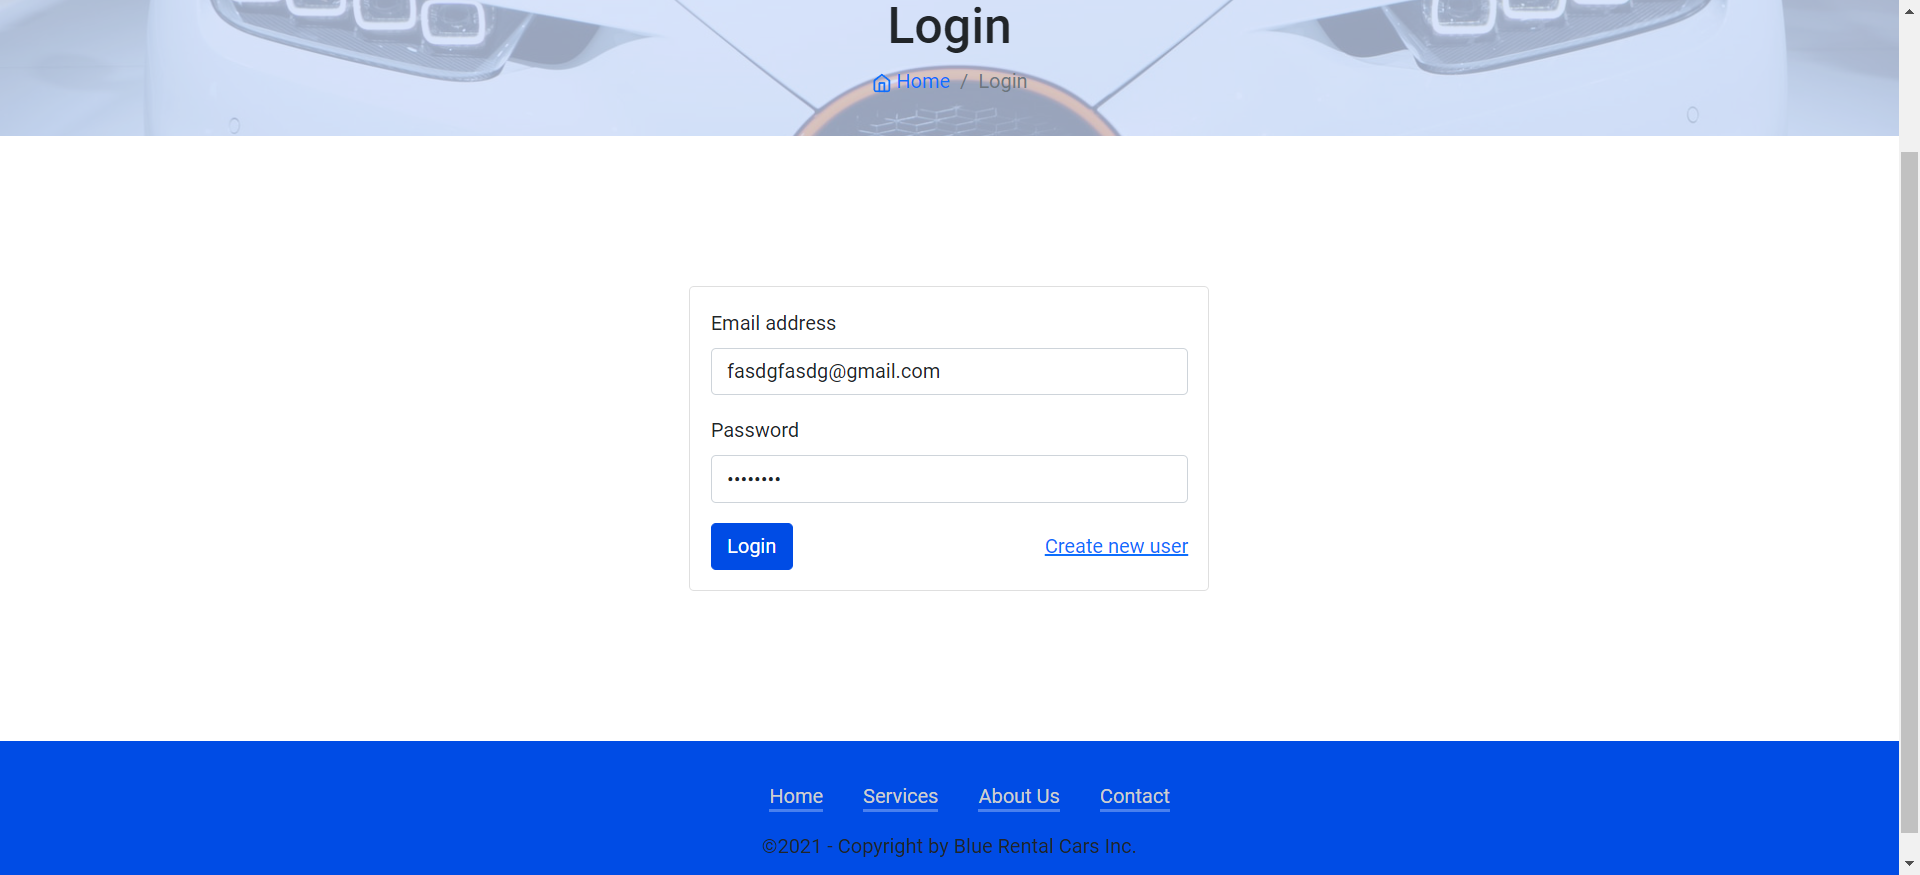 Login
Home / Login
Email address
fasdgfasdg@gmail.com
Password
••••••••
Login Create new user
Home Services About Us Contact
©2021 - Copyright by Blue Rental Cars Inc.